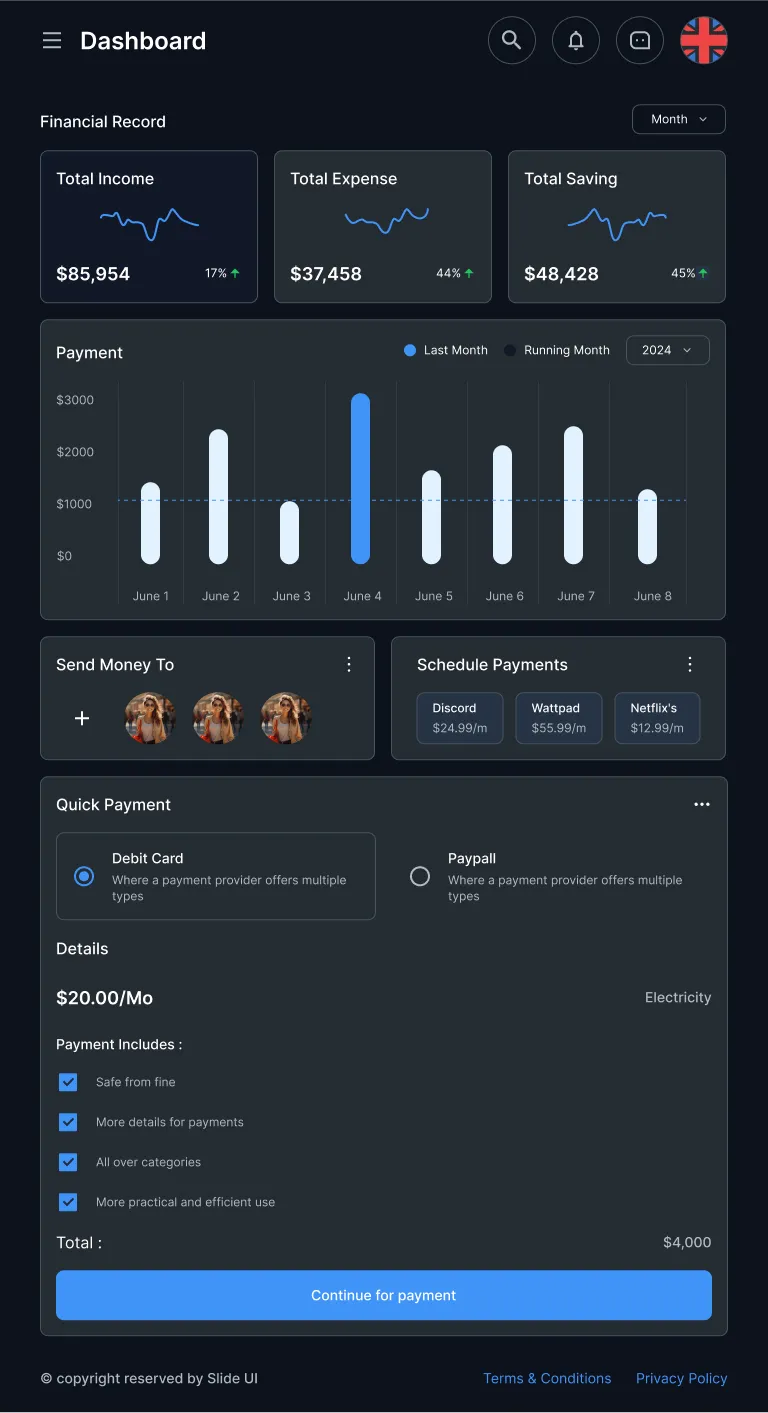 Dashboard
Financial Record
Month
Total Income
Total Expense
Total Saving
$85,954
17%
$37,458
44%
$48,428
45%
Payment
Last Month
Running Month
2024
$3000
$2000
$1000
$0
June 1
June 2
June 3
June 4
June 5
June 6
June 7
June 8
Send Money To
Schedule Payments
Discord
$24.99/m
Wattpad
$55.99/m
Netflix's
$12.99/m
Quick Payment
Debit Card
Where a payment provider offers multiple
types
Paypall
Where a payment provider offers multiple
types
Details
$20.00/Mo
Electricity
Payment Includes :
Safe from fine
More details for payments
All over categories
More practical and efficient use
Total :
$4,000
Continue for payment
© copyright reserved by Slide UI
Terms & Conditions
Privacy Policy